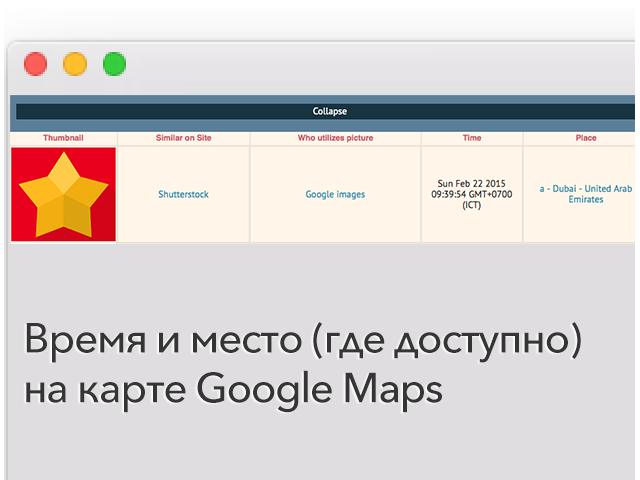 Collapse
Thumbnail Similar on Site Who utilizes picture Time Place
Shutterstock Google images Sun Feb 22 2015 09:39:54 GMT+0700 (ICT) a - Dubai - United Arab Emirates
Время и место (где доступно)
на карте Google Maps